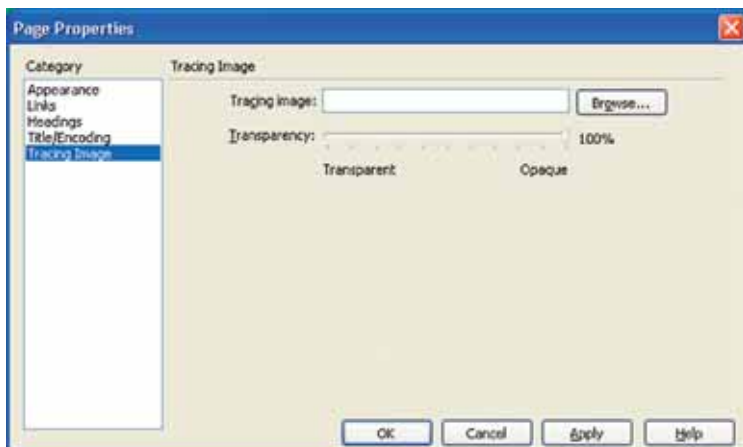 Page Properties
Category
Appearance
Links
Headings
Title/Encoding
Tracing Image
Tracing Image
Tracing image:
Browse...
Transparency:
100%
Transparent
Opaque
OK
Cancel
Apply
Help